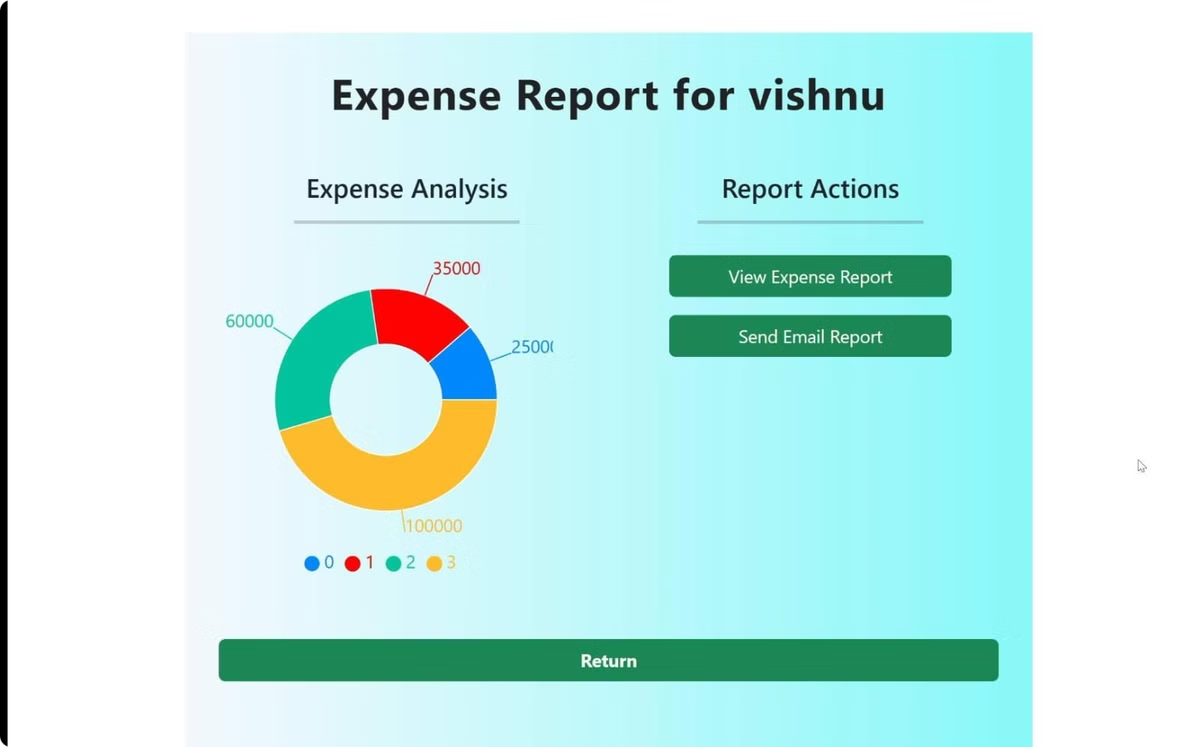 Expense Report for vishnu
Expense Analysis
35000
60000
100000
0 1 2 3
Report Actions
View Expense Report
Send Email Report
Return